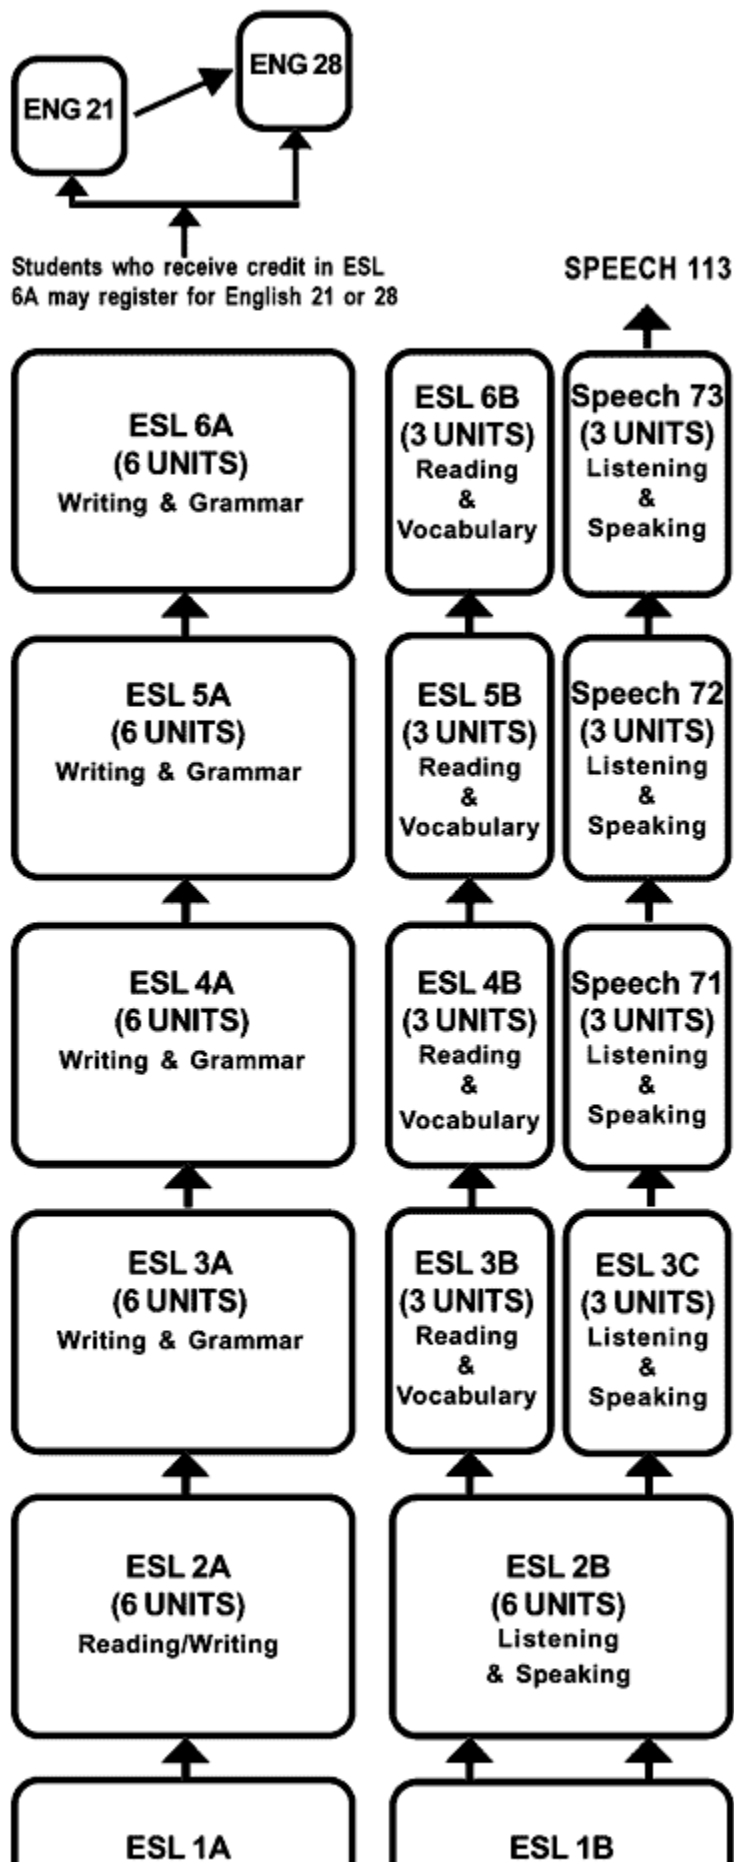 ENG 28
ENG 21
Students who receive credit in ESL
6A may register for English 21 or 28
SPEECH 113
ESL 6A
(6 UNITS)
Writing & Grammar
ESL 6B
(3 UNITS)
Reading
&
Vocabulary
Speech 73
(3 UNITS)
Listening
&
Speaking
ESL 5A
(6 UNITS)
Writing & Grammar
ESL 5B
(3 UNITS)
Reading
&
Vocabulary
Speech 72
(3 UNITS)
Listening
&
Speaking
ESL 4A
(6 UNITS)
Writing & Grammar
ESL 4B
(3 UNITS)
Reading
&
Vocabulary
Speech 71
(3 UNITS)
Listening
&
Speaking
ESL 3A
(6 UNITS)
Writing & Grammar
ESL 3B
(3 UNITS)
Reading
&
Vocabulary
ESL 3C
(3 UNITS)
Listening
&
Speaking
ESL 2A
(6 UNITS)
Reading/Writing
ESL 2B
(6 UNITS)
Listening
& Speaking
ESL 1A
ESL 1B